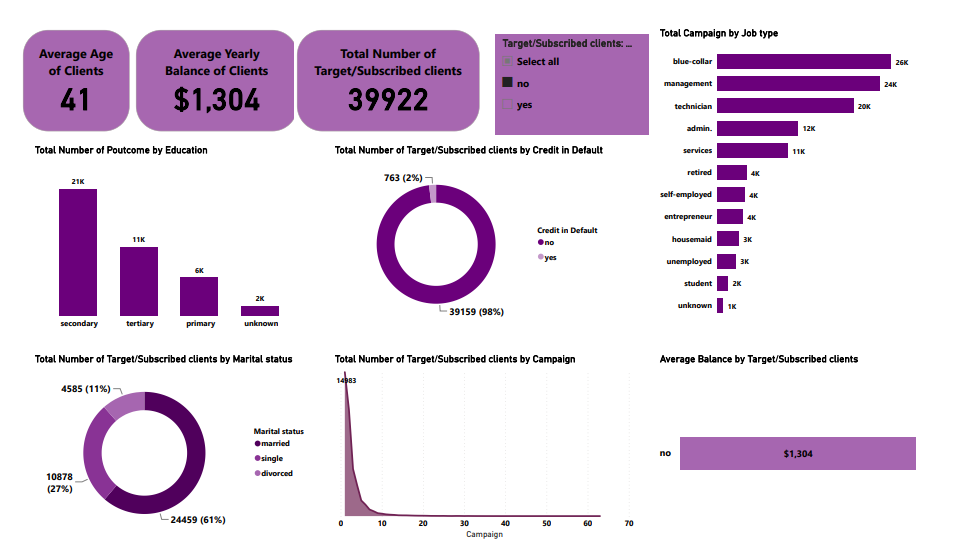 Average Age
of Clients
41
Average Yearly
Balance of Clients
$1,304
Total Number of
Target/Subscribed clients
39922
Target/Subscribed clients: ...
Select all
no
yes
Total Campaign by Job type
blue-collar 26K
management 24K
technician 20K
admin. 12K
services 11K
retired 4K
self-employed 4K
entrepreneur 4K
housemaid 3K
unemployed 3K
student 2K
unknown 1K
Total Number of Poutcome by Education
21K
11K
6K
2K
secondary tertiary primary unknown
Total Number of Target/Subscribed clients by Credit in Default
763 (2%)
39159 (98%)
Credit in Default
no
yes
Total Number of Target/Subscribed clients by Marital status
4585 (11%)
10878
(27%)
24459 (61%)
Marital status
married
single
divorced
Total Number of Target/Subscribed clients by Campaign
14983
0 10 20 30 40 50 60 70
Campaign
Average Balance by Target/Subscribed clients
no $1,304